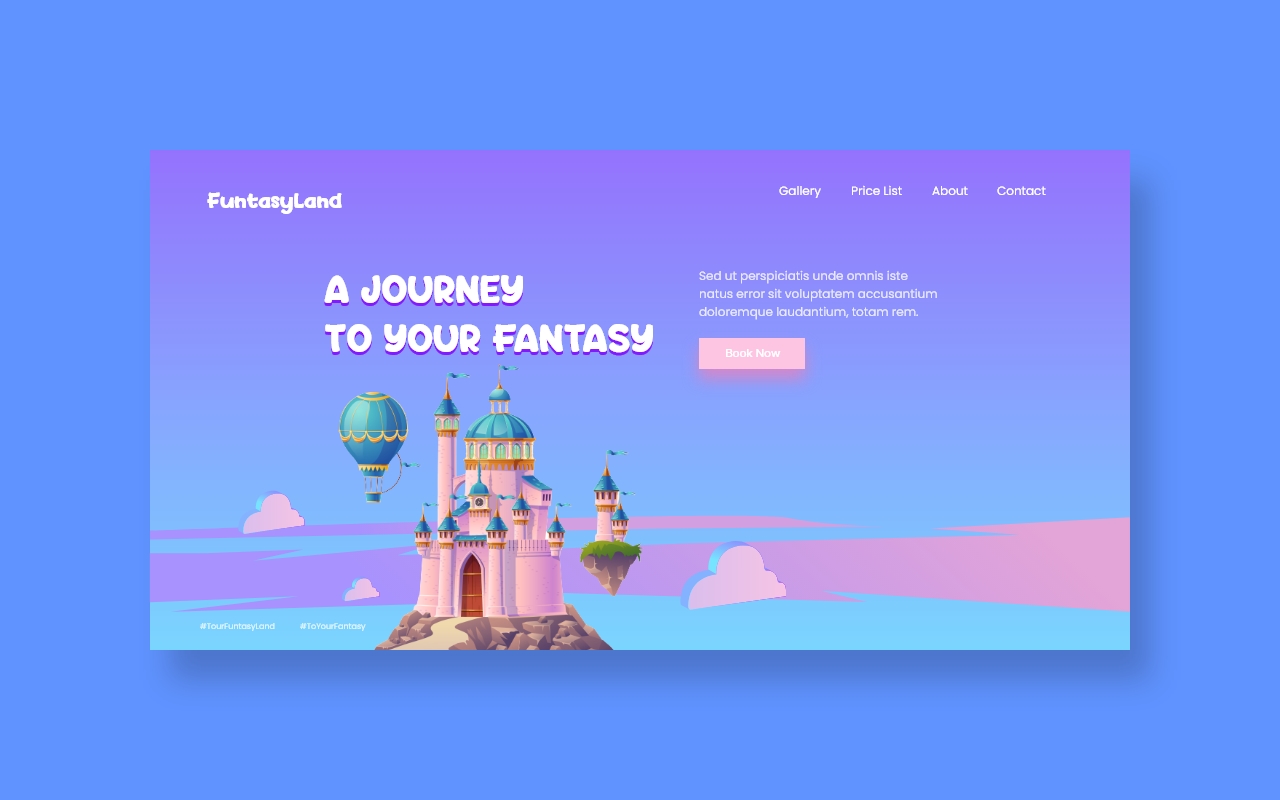 FuntasyLand
Gallery
Price List
About
Contact
A JOURNEY
TO YOUR FANTASY
Sed ut perspiciatis unde omnis iste
natus error sit voluptatem accusantium
doloremque laudantium, totam rem.
Book Now
#TourFuntasyLand
#ToYourFantasy